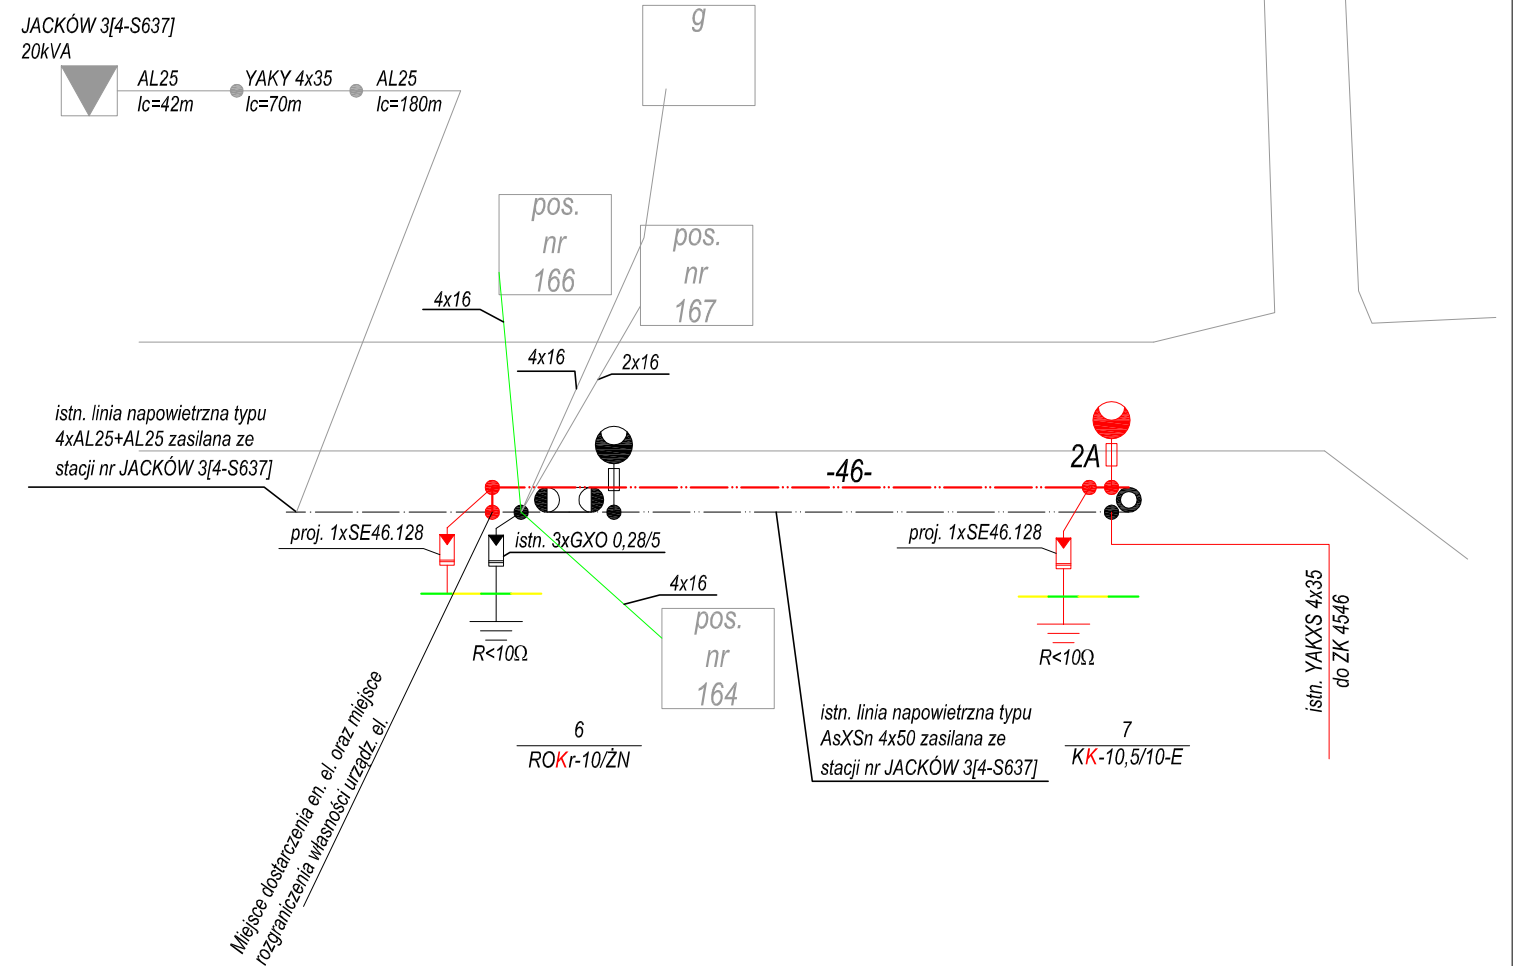 JACKÓW 3[4-S637]
20kVA
AL25
lc=42m
YAKY 4x35
lc=70m
AL25
lc=180m
g
pos.
nr
166
pos.
nr
167
4x16
4x16
2x16
istn. linia napowietrzna typu
4xAL25+AL25 zasilana ze
stacji nr JACKÓW 3[4-S637]
-46-
2A
proj. 1xSE46.128
istn. 3xGXO 0,28/5
proj. 1xSE46.128
4x16
R<10Ω
R<10Ω
pos.
nr
164
istn. YAKXS 4x35
do ZK 4546
Miejsce dostarczenia en. el. oraz miejsce
rozgraniczenia własności urządz. el.
6
ROKr-10/ŻN
istn. linia napowietrzna typu
AsXSn 4x50 zasilana ze
stacji nr JACKÓW 3[4-S637]
7
KK-10,5/10-E